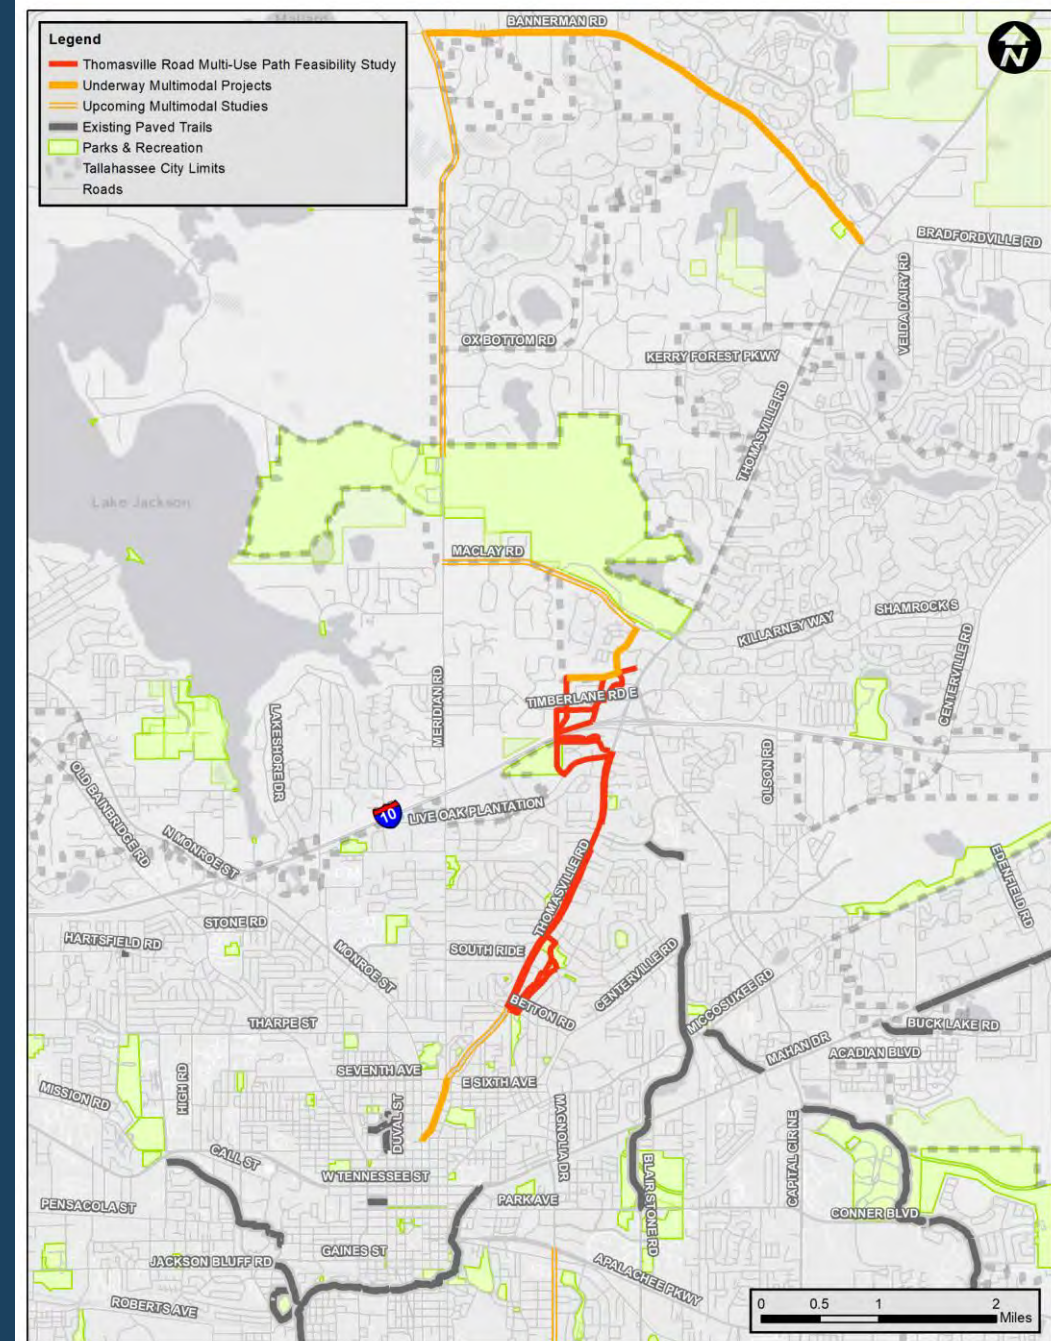 BANNERMAN RD
N
Legend
Thomasville Road Multi-Use Path Feasibility Study
Underway Multimodal Projects
Upcoming Multimodal Studies
Existing Paved Trails
Parks & Recreation
Tallahassee City Limits
Roads
BRADFORDVILLE RD
VELDA DAIRY RD
OX BOTTOM RD
KERRY FOREST PKWY
THOMASVILLE RD
Lake Jackson
MACLAY RD
SHAMROCK S
KILLARNEY WAY
CENTERVILLE RD
MERIDIAN RD
TIMBERLANE RD E
LAKESHORE DR
OLSON RD
OLD BAINBRIDGE RD
10
LIVE OAK PLANTATION
N MONROE ST
THOMASVILLE RD
EDENFIELD RD
STONE RD
HARTSFIELD RD
MONROE ST
SOUTH RIDE
CENTERVILLE RD
BETTON RD
MICCOSUKEE RD
THARPE ST
BUCK LAKE RD
MAHAN DR
ACADIAN BLVD
SEVENTH AVE
E SIXTH AVE
HIGH RD
MISSION RD
DUVAL ST
MAGNOLIA DR
CAPITAL CIR NE
CALL ST
W TENNESSEE ST
PARK AVE
BLAIR STONE RD
PENSACOLA ST
CONNER BLVD
GAINES ST
JACKSON BLUFF RD
APALACHEE PKWY
ROBERTS AVE
0 0.5 1 2
Miles